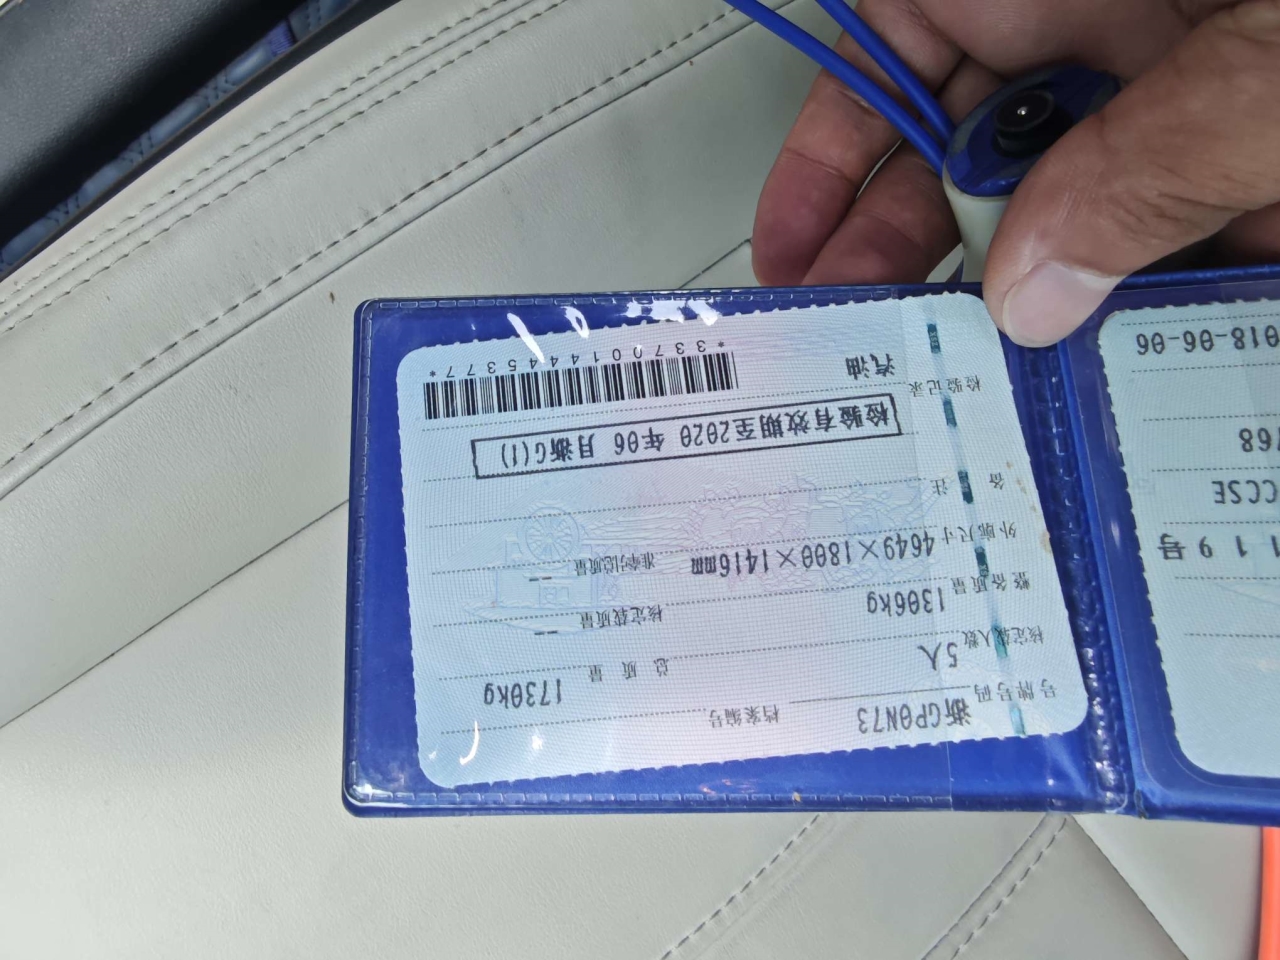 号牌号码 浙GP0N73 档案编号
核定载人数 5人 总 质 量 1730kg
整备质量 1306kg 核定载质量 --
外廓尺寸 4649×1800×1416mm 准牵引总质量 --
备 注
检验有效期至2020 年06 月浙G(1)
检验记录
汽油
*3370014445377*
119号
CCSE
768
018-06-06